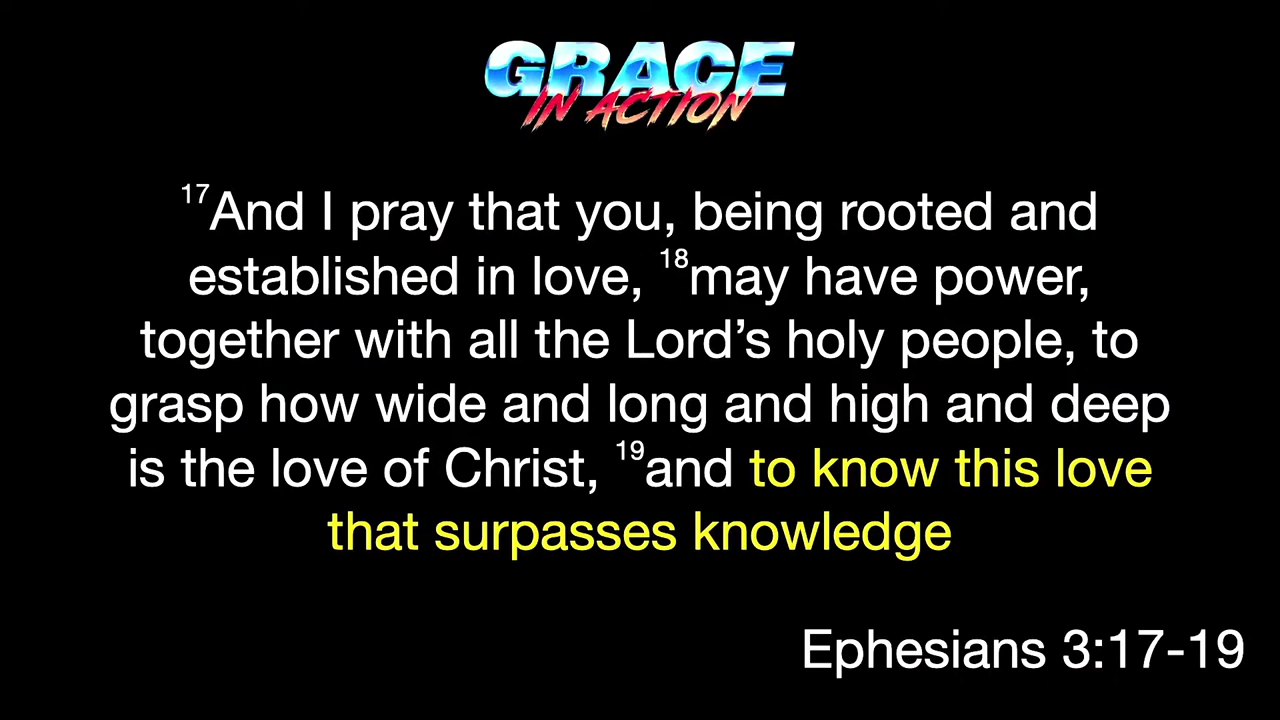 GRACE
IN ACTION
17And I pray that you, being rooted and
established in love, 18may have power,
together with all the Lord’s holy people, to
grasp how wide and long and high and deep
is the love of Christ, 19and to know this love
that surpasses knowledge
Ephesians 3:17-19